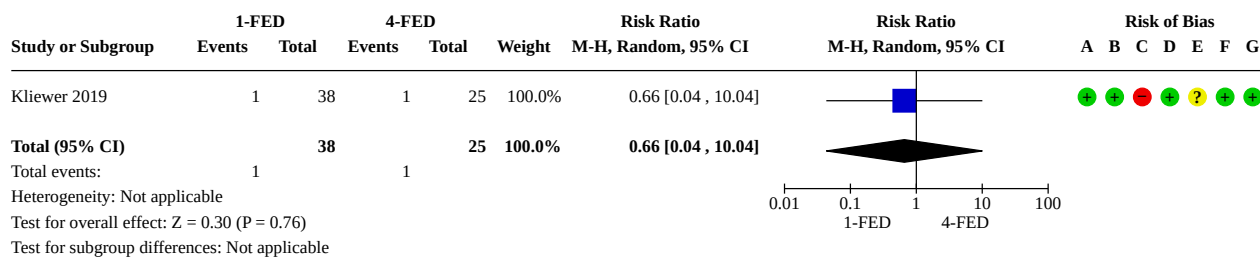 1-FED 4-FED Risk Ratio Risk Ratio Risk of Bias
Study or Subgroup Events Total Events Total Weight M-H, Random, 95% CI M-H, Random, 95% CI A B C D E F G
Kliewer 2019 1 38 1 25 100.0% 0.66 [0.04 , 10.04] + + − + ? + +
Total (95% CI) 38 25 100.0% 0.66 [0.04 , 10.04]
Total events: 1 1
Heterogeneity: Not applicable
0.01 0.1 1 10 100
Test for overall effect: Z = 0.30 (P = 0.76) 1-FED 4-FED
Test for subgroup differences: Not applicable